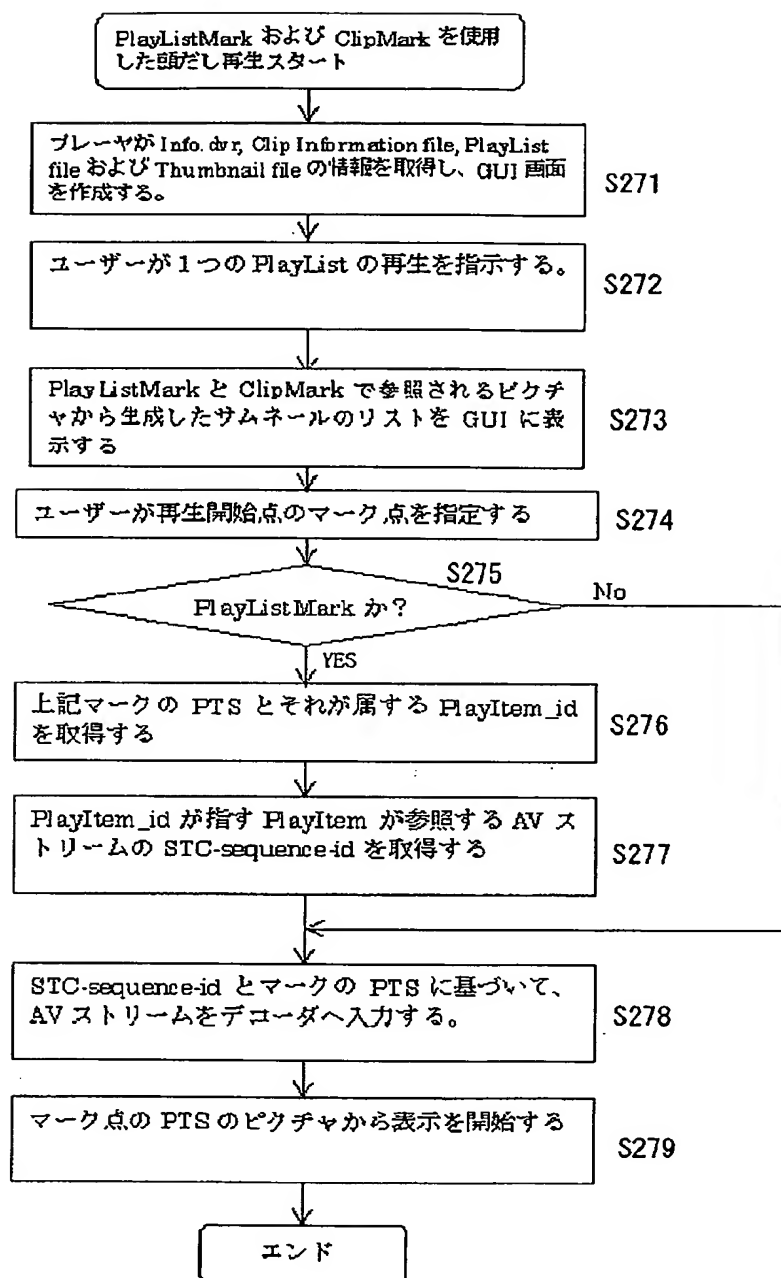 PlayListMark および ClipMark を使用
した頭だし再生スタート
プレーヤが Info.dvr, Clip Information file, PlayList
file および Thumbnail file の情報を取得し、GUI 画面
を作成する。
S271
ユーザーが1つの PlayList の再生を指示する。
S272
PlayListMark と ClipMark で参照されるピクチ
ャから生成したサムネールのリストを GUI に表
示する
S273
ユーザーが再生開始点のマーク点を指定する
S274
S275
PlayListMark か?
No
YES
上記マークの PTS とそれが属する PlayItem_id
を取得する
S276
PlayItem_id が指す PlayItem が参照する AV ス
トリームの STC-sequence-id を取得する
S277
STC-sequence-id とマークの PTS に基づいて、
AV ストリームをデコーダへ入力する。
S278
マーク点の PTS のピクチャから表示を開始する
S279
エンド